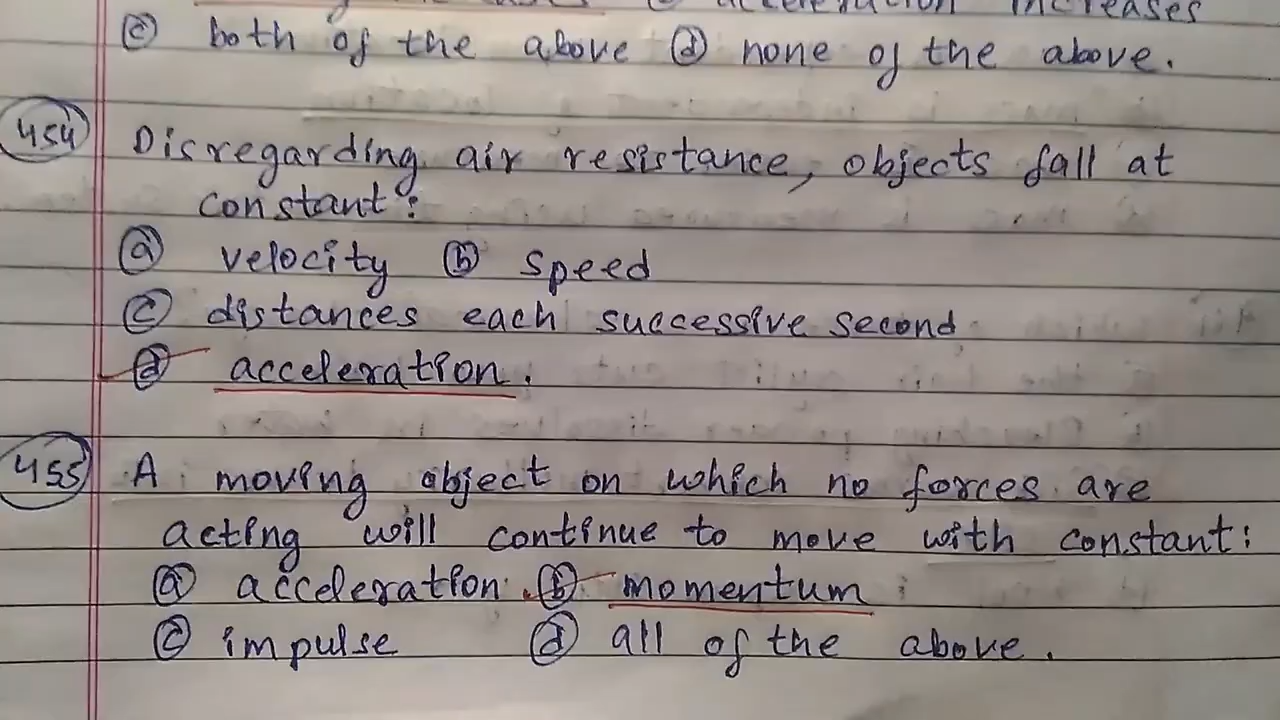 acceleration increases
© both of the above ⓓ none of the above.
454 Disregarding air resistance, objects fall at
constant:
ⓐ velocity ⓑ speed
ⓒ distances each successive second
ⓓ acceleration.
455 A moving object on which no forces are
acting will continue to move with constant:
ⓐ acceleration ⓑ momentum
ⓒ impulse ⓓ all of the above.